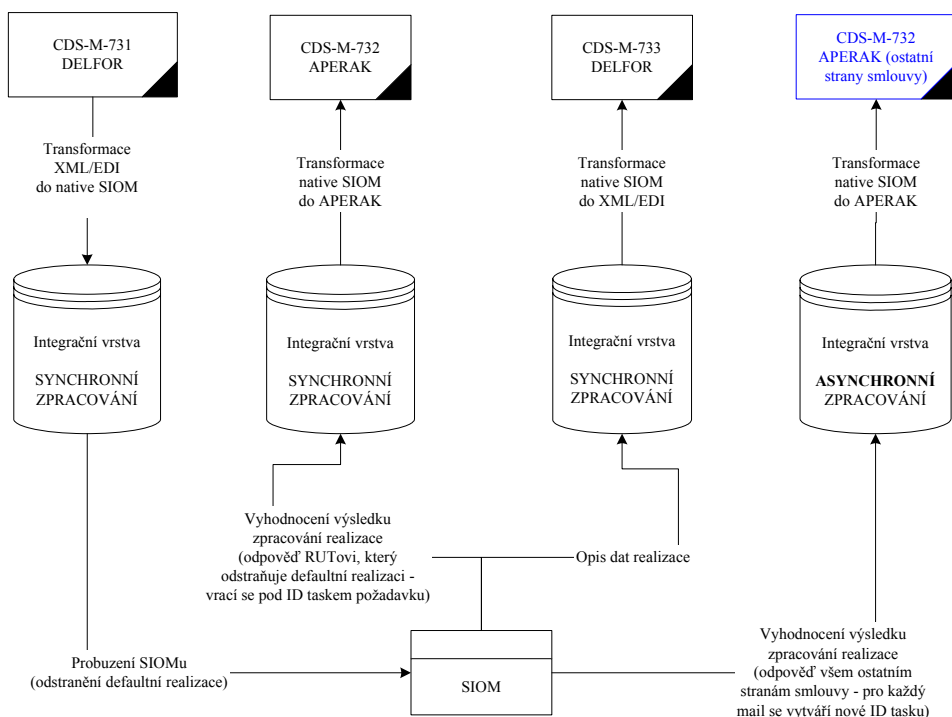 CDS-M-731
DELFOR
CDS-M-732
APERAK
CDS-M-733
DELFOR
CDS-M-732
APERAK (ostatní
strany smlouvy)
Transformace
XML/EDI
do native SIOM
Transformace
native SIOM
do APERAK
Transformace
native SIOM
do XML/EDI
Transformace
native SIOM
do APERAK
Integrační vrstva
SYNCHRONNÍ
ZPRACOVÁNÍ
Integrační vrstva
SYNCHRONNÍ
ZPRACOVÁNÍ
Integrační vrstva
SYNCHRONNÍ
ZPRACOVÁNÍ
Integrační vrstva
ASYNCHRONNÍ
ZPRACOVÁNÍ
Vyhodnocení výsledku
zpracování realizace
(odpověď RUTovi, který
odstraňuje defaultní realizaci -
vrací se pod ID taskem požadavku)
Opis dat realizace
Probuzení SIOMu
(odstranění defaultní realizace)
SIOM
Vyhodnocení výsledku
zpracování realizace
(odpověď všem ostatním
stranám smlouvy - pro každý
mail se vytváří nové ID tasku)